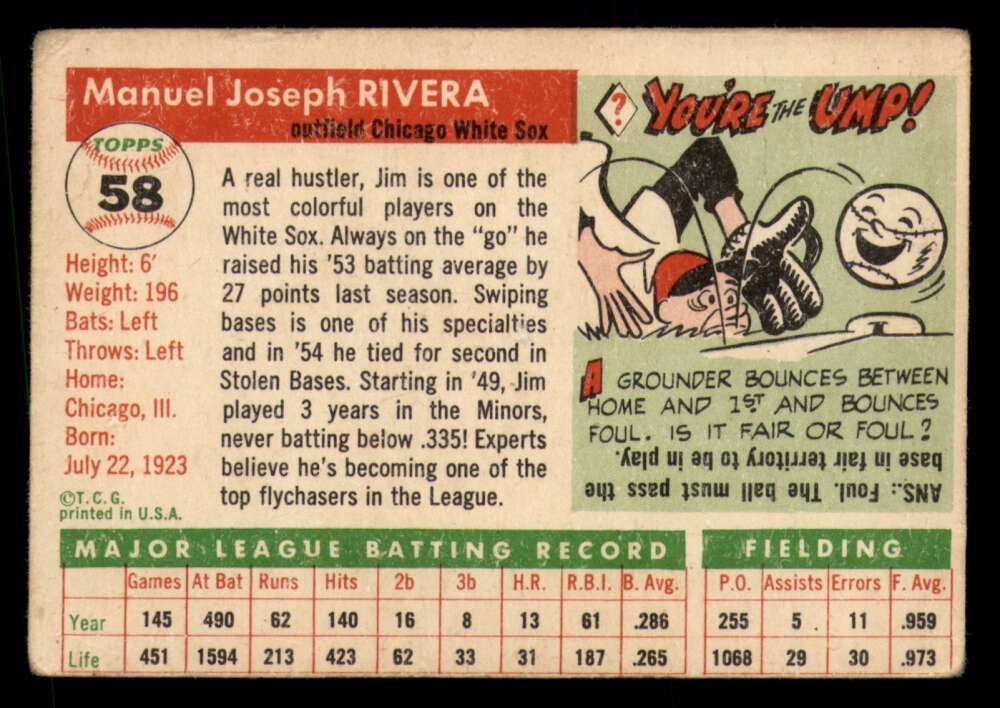 Manuel Joseph RIVERA
outfield Chicago White Sox
TOPPS
58
Height: 6'
Weight: 196
Bats: Left
Throws: Left
Home:
Chicago, Ill.
Born:
July 22, 1923
©T.C.G.
printed in U.S.A.
A real hustler, Jim is one of the
most colorful players on the
White Sox. Always on the "go" he
raised his '53 batting average by
27 points last season. Swiping
bases is one of his specialties
and in '54 he tied for second in
Stolen Bases. Starting in '49, Jim
played 3 years in the Minors,
never batting below .335! Experts
believe he's becoming one of the
top flychasers in the League.
? YOU'RE THE UMP!
A GROUNDER BOUNCES BETWEEN
HOME AND 1ST AND BOUNCES
FOUL. IS IT FAIR OR FOUL?
ANS.: Foul. The ball must pass the
base in fair territory to be in play.
MAJOR LEAGUE BATTING RECORD FIELDING
Games At Bat Runs Hits 2b 3b H.R. R.B.I. B. Avg. P.O. Assists Errors F. Avg.
Year 145 490 62 140 16 8 13 61 .286 255 5 11 .959
Life 451 1594 213 423 62 33 31 187 .265 1068 29 30 .973